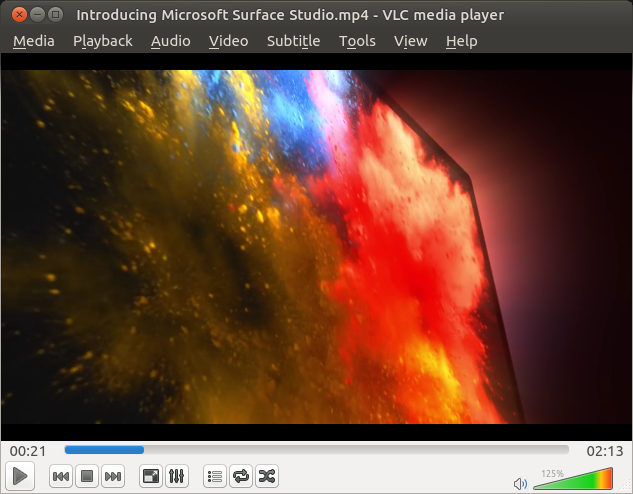 Introducing Microsoft Surface Studio.mp4 - VLC media player
Media Playback Audio Video Subtitle Tools View Help
00:21 02:13
125%